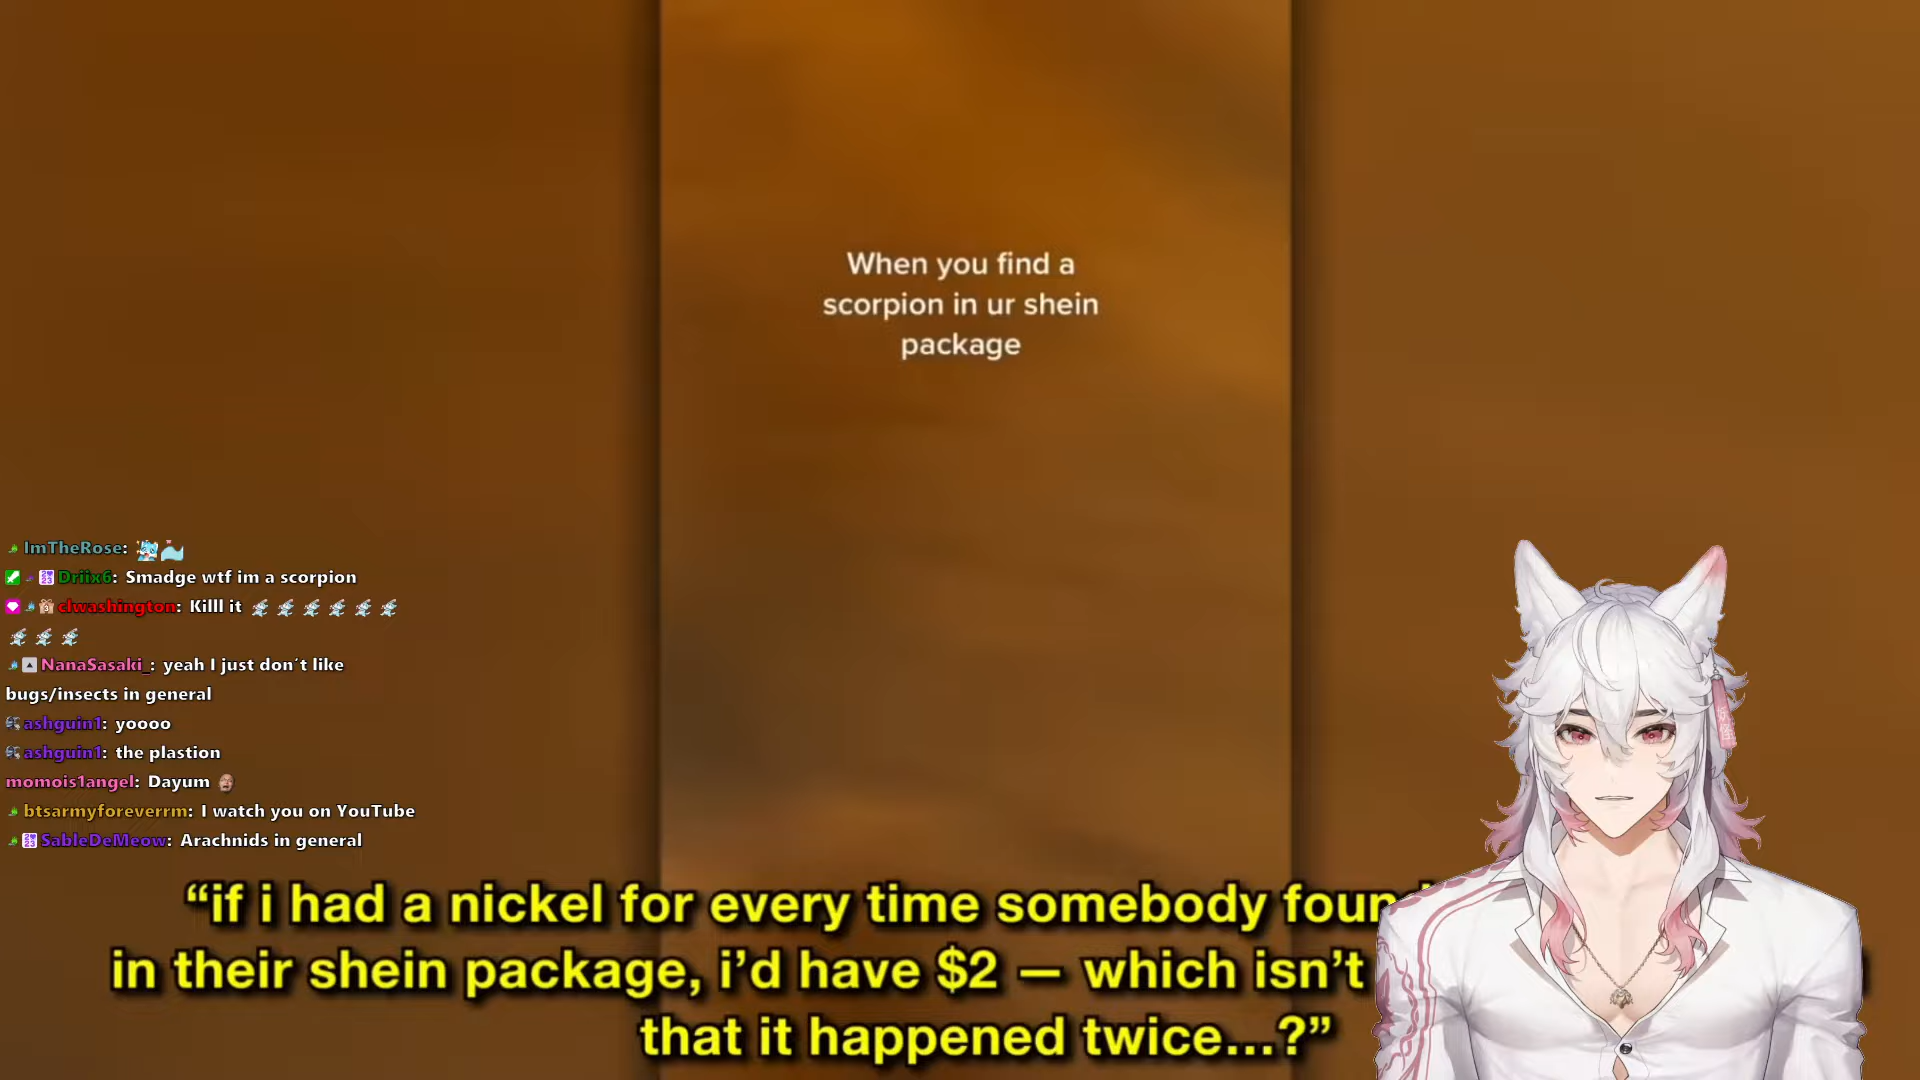 When you find a
scorpion in ur shein
package
ImTheRose:
Driix6: Smadge wtf im a scorpion
clwashington: Killl it
NanaSasaki_: yeah I just don´t like
bugs/insects in general
ashguin1: yoooo
ashguin1: the plastion
momois1angel: Dayum
btsarmyforeverrm: I watch you on YouTube
SableDeMeow: Arachnids in general
“if i had a nickel for every time somebody foun
in their shein package, i’d have $2 — which isn’t
that it happened twice...?”